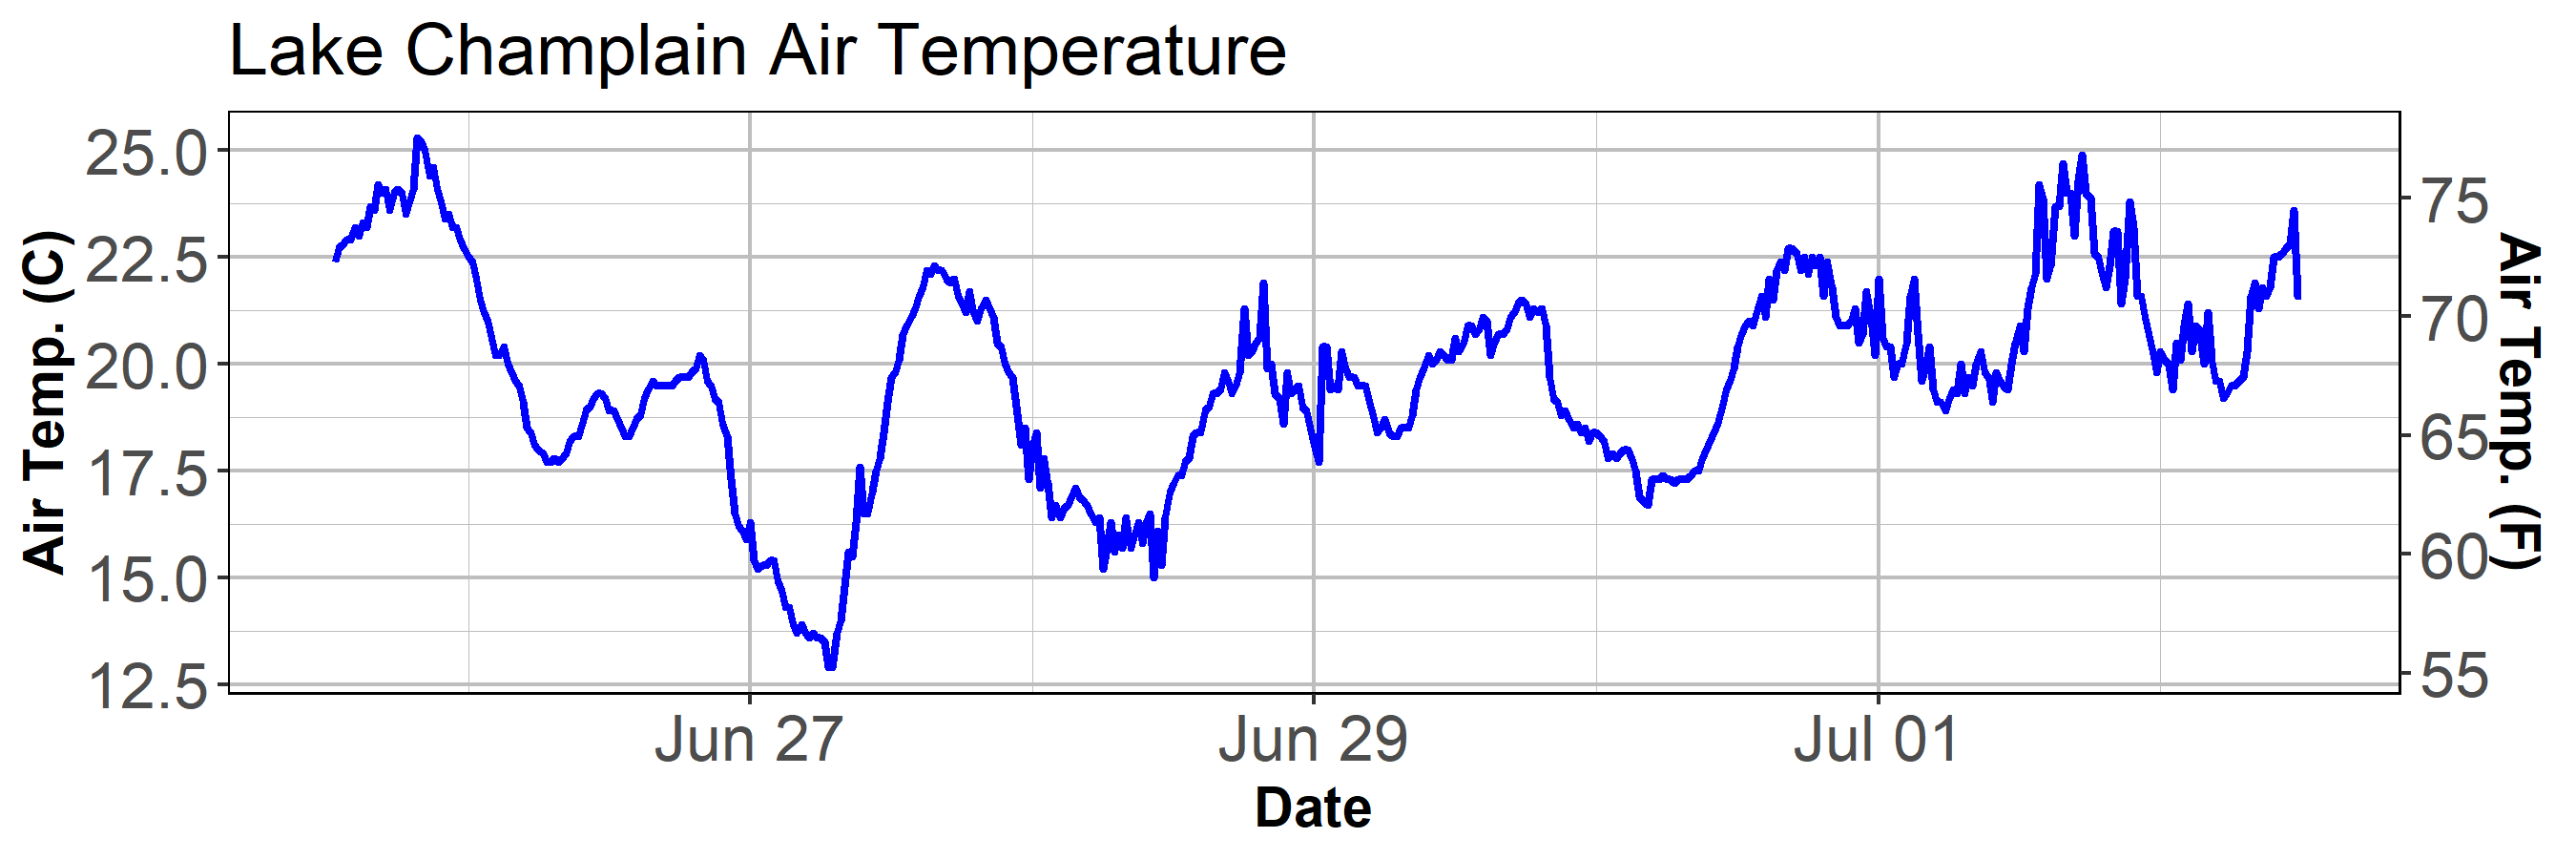 Lake Champlain Air Temperature
Air Temp. (C)
25.0
22.5
20.0
17.5
15.0
12.5
75
70
65
60
55
Air Temp. (F)
Jun 27
Jun 29
Jul 01
Date